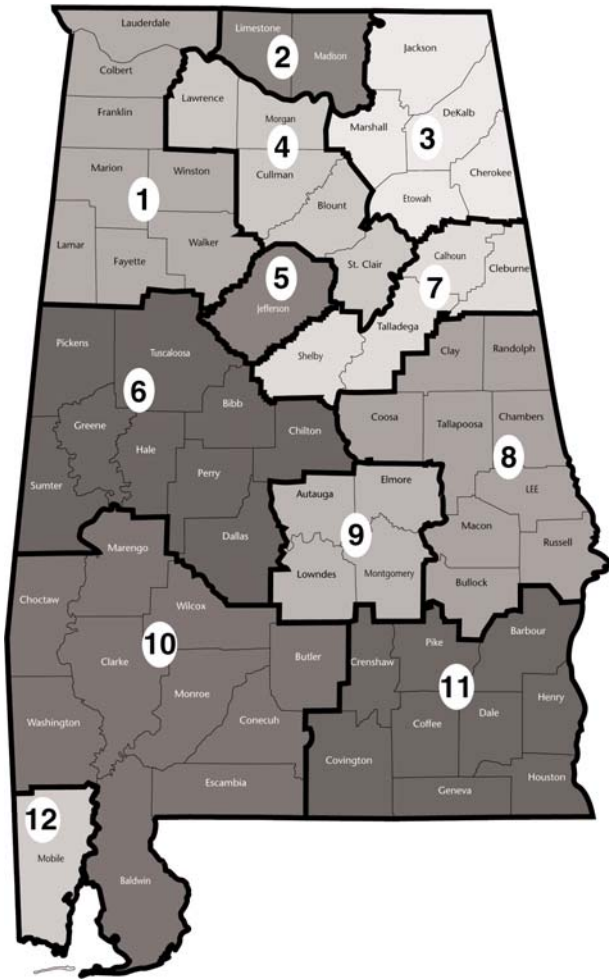 Lauderdale
Limestone
2
Madison
Jackson
Colbert
Lawrence
Franklin
Morgan
Marshall
DeKalb
3
4
Marion
Winston
Cullman
Cherokee
1
Blount
Etowah
Lamar
Walker
Fayette
St. Clair
Calhoun
Cleburne
5
7
Jefferson
Talladega
Pickens
Tuscaloosa
Shelby
Clay
Randolph
6
Bibb
Greene
Chilton
Coosa
Tallapoosa
Chambers
Hale
8
Perry
Sumter
Autauga
Elmore
LEE
9
Macon
Dallas
Russell
Marengo
Lowndes
Montgomery
Bullock
Choctaw
Wilcox
10
Pike
Barbour
Clarke
Butler
Crenshaw
11
Monroe
Henry
Washington
Conecuh
Coffee
Dale
Covington
Escambia
Houston
Geneva
12
Mobile
Baldwin